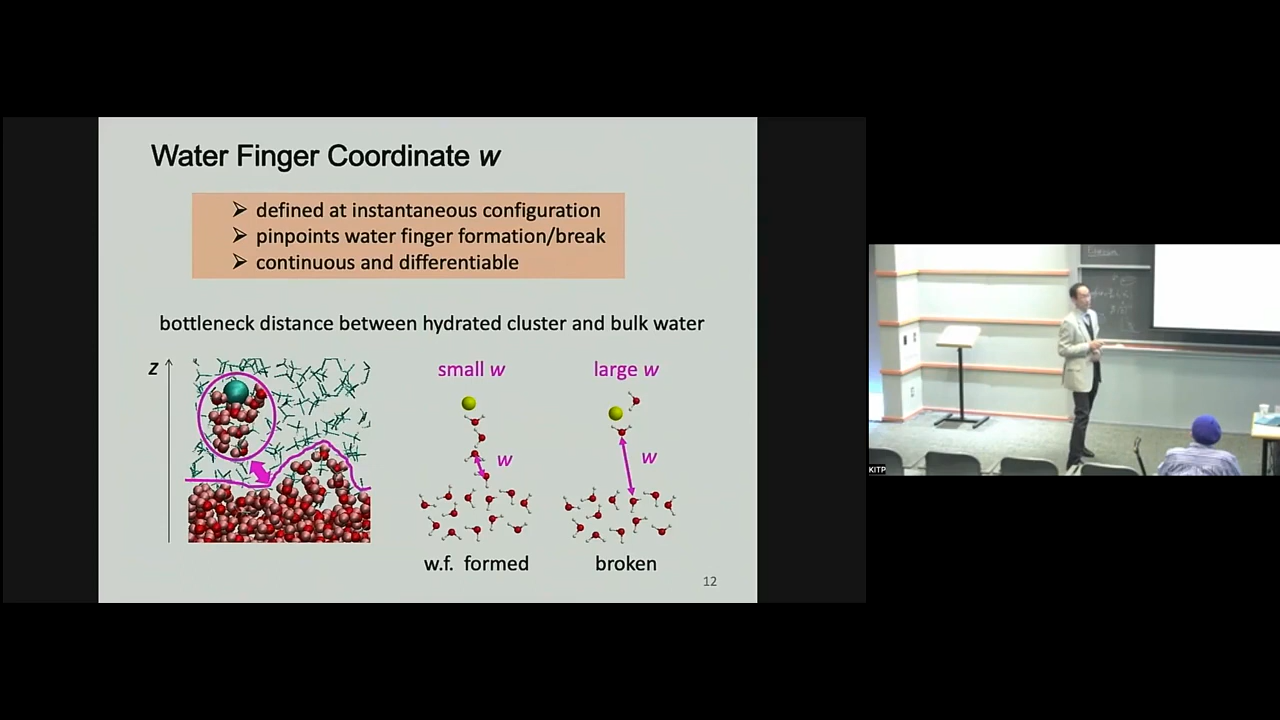 Water Finger Coordinate w
➢ defined at instantaneous configuration
➢ pinpoints water finger formation/break
➢ continuous and differentiable
bottleneck distance between hydrated cluster and bulk water
z
small w
large w
w
w
w.f. formed
broken
12
KITP